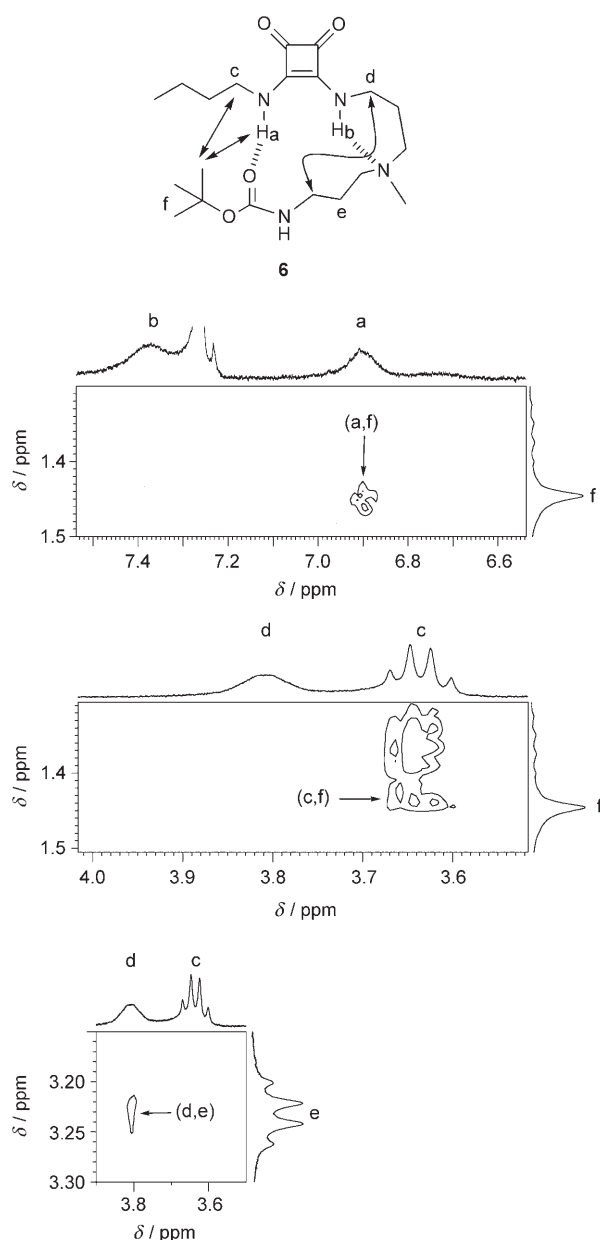 O O
c d
N N
H a H b
O N
f O N e
H
6
b a
(a,f)
1.4
δ / ppm f
1.5
7.4 7.2 7.0 6.8 6.6
δ / ppm
d c
1.4
δ / ppm (c,f) f
1.5
4.0 3.9 3.8 3.7 3.6
δ / ppm
d c
3.20
δ / ppm (d,e) e
3.25
3.30
3.8 3.6
δ / ppm